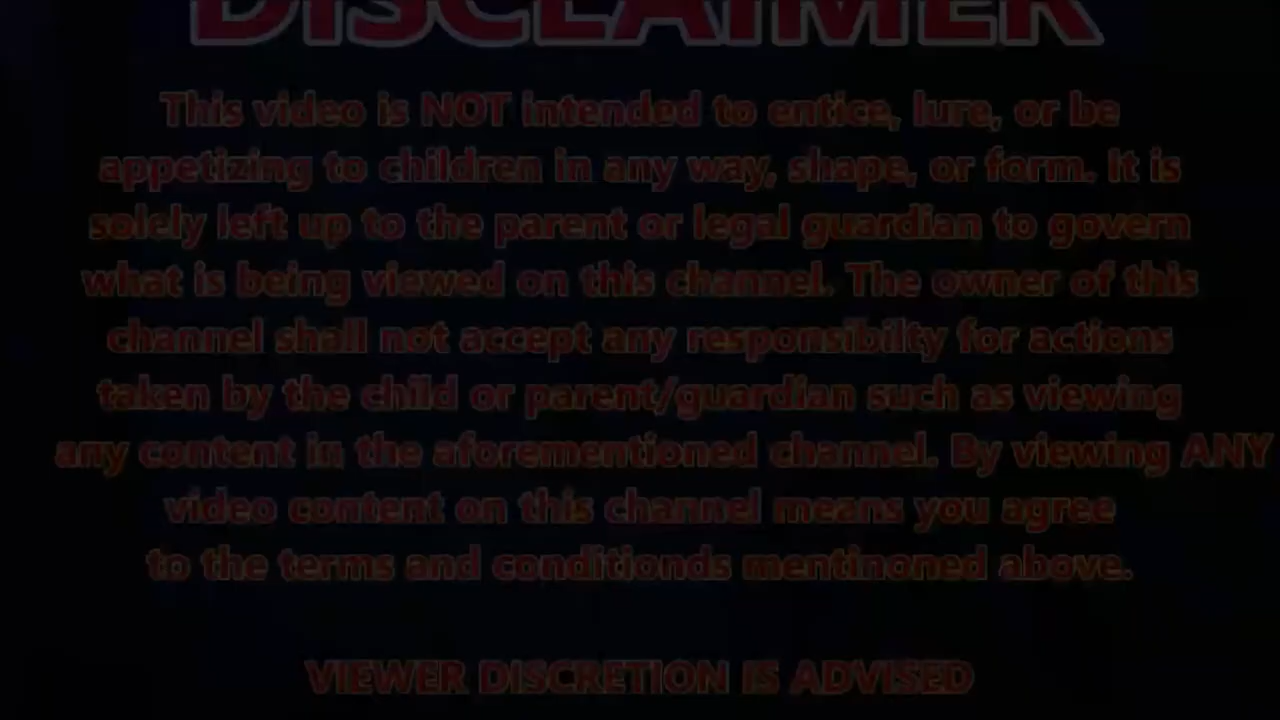 DISCLAIMER
This video is NOT intended to entice, lure, or be
appetizing to children in any way, shape, or form. It is
solely left up to the parent or legal guardian to govern
what is being viewed on this channel. The owner of this
channel shall not accept any responsibilty for actions
taken by the child or parent/guardian such as viewing
any content in the aforementioned channel. By viewing ANY
video content on this channel means you agree
to the terms and conditionds mentinoned above.
VIEWER DISCRETION IS ADVISED